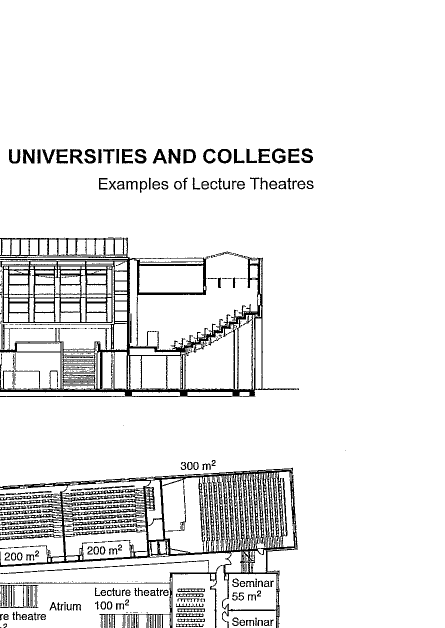 UNIVERSITIES AND COLLEGES
Examples of Lecture Theatres
300 m²
200 m²
200 m²
Lecture theatre
100 m²
Atrium
Seminar
55 m²
theatre
Seminar